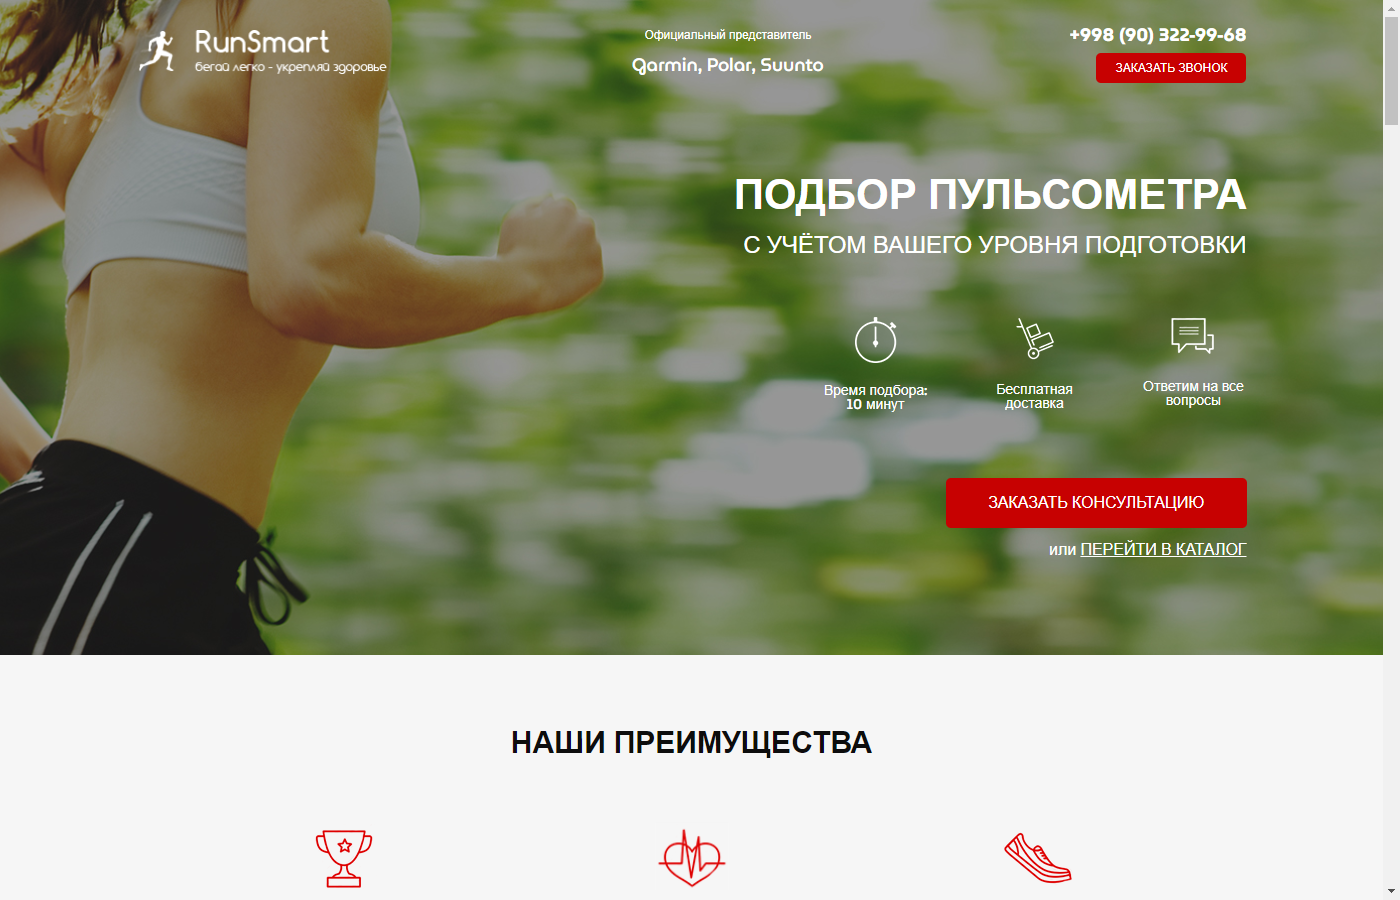 RunSmart
бегай легко - укрепляй здоровье
Официальный представитель
Garmin, Polar, Suunto
+998 (90) 322-99-68
ЗАКАЗАТЬ ЗВОНОК
ПОДБОР ПУЛЬСОМЕТРА
С УЧЁТОМ ВАШЕГО УРОВНЯ ПОДГОТОВКИ
Время подбора:
10 минут
Бесплатная
доставка
Ответим на все
вопросы
ЗАКАЗАТЬ КОНСУЛЬТАЦИЮ
или ПЕРЕЙТИ В КАТАЛОГ
НАШИ ПРЕИМУЩЕСТВА